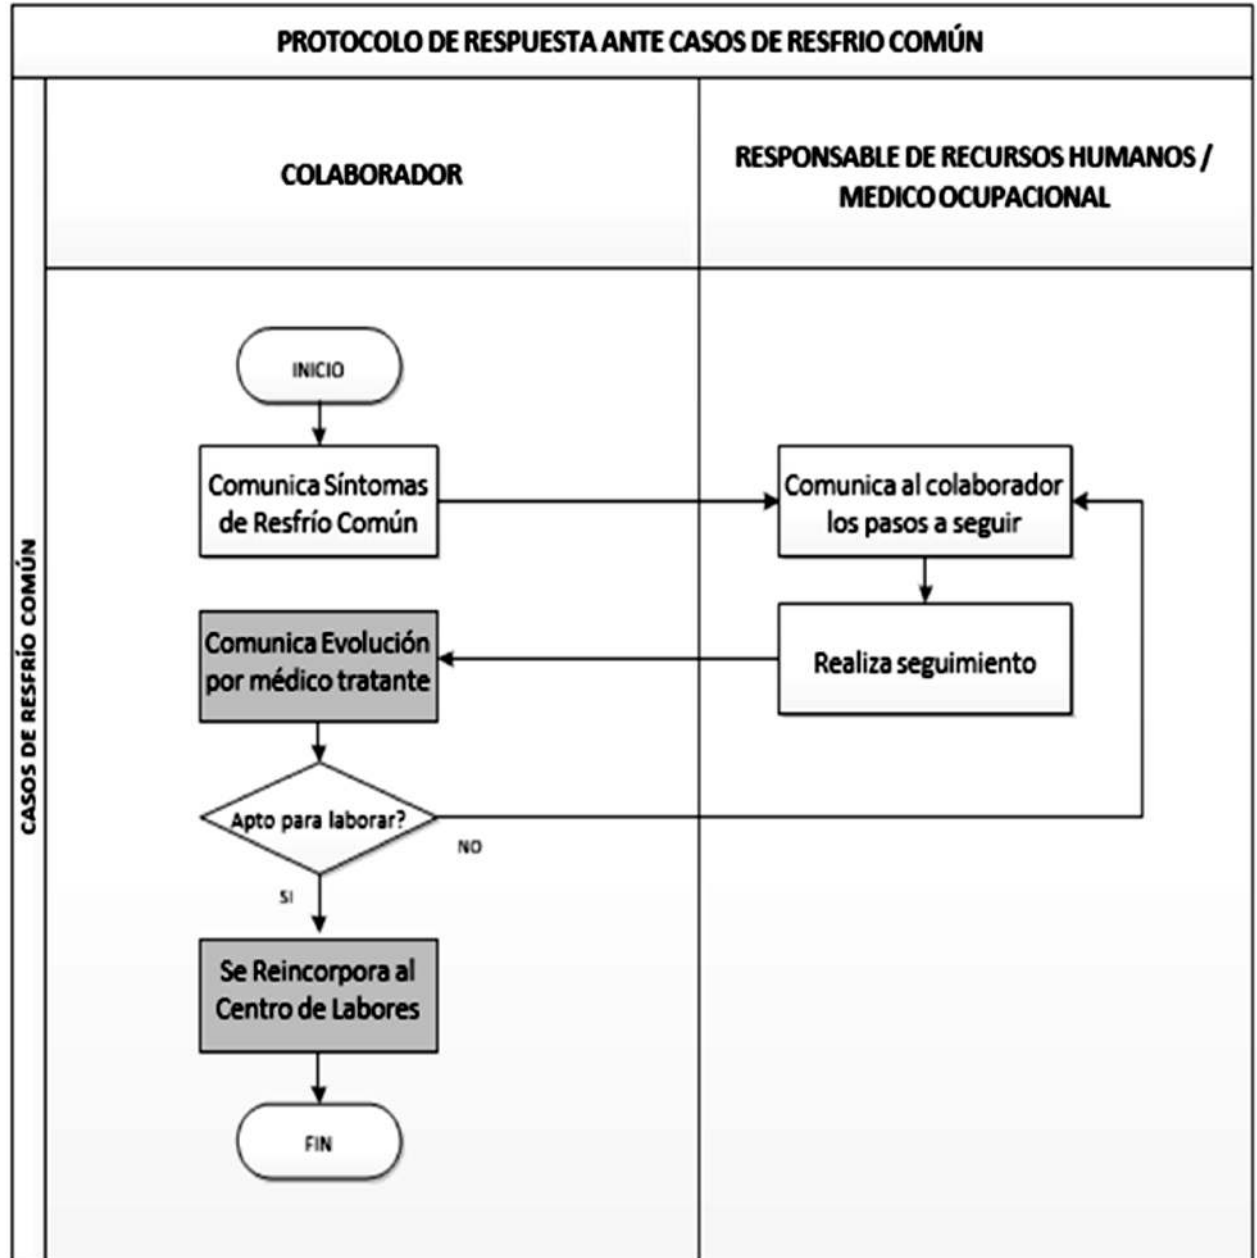 PROTOCOLO DE RESPUESTA ANTE CASOS DE RESFRIO COMÚN
COLABORADOR
RESPONSABLE DE RECURSOS HUMANOS /
MEDICO OCUPACIONAL
CASOS DE RESFRÍO COMÚN
INICIO
Comunica Síntomas
de Resfrío Común
Comunica al colaborador
los pasos a seguir
Realiza seguimiento
Comunica Evolución
por médico tratante
Apto para laborar?
NO
SI
Se Reincorpora al
Centro de Labores
FIN